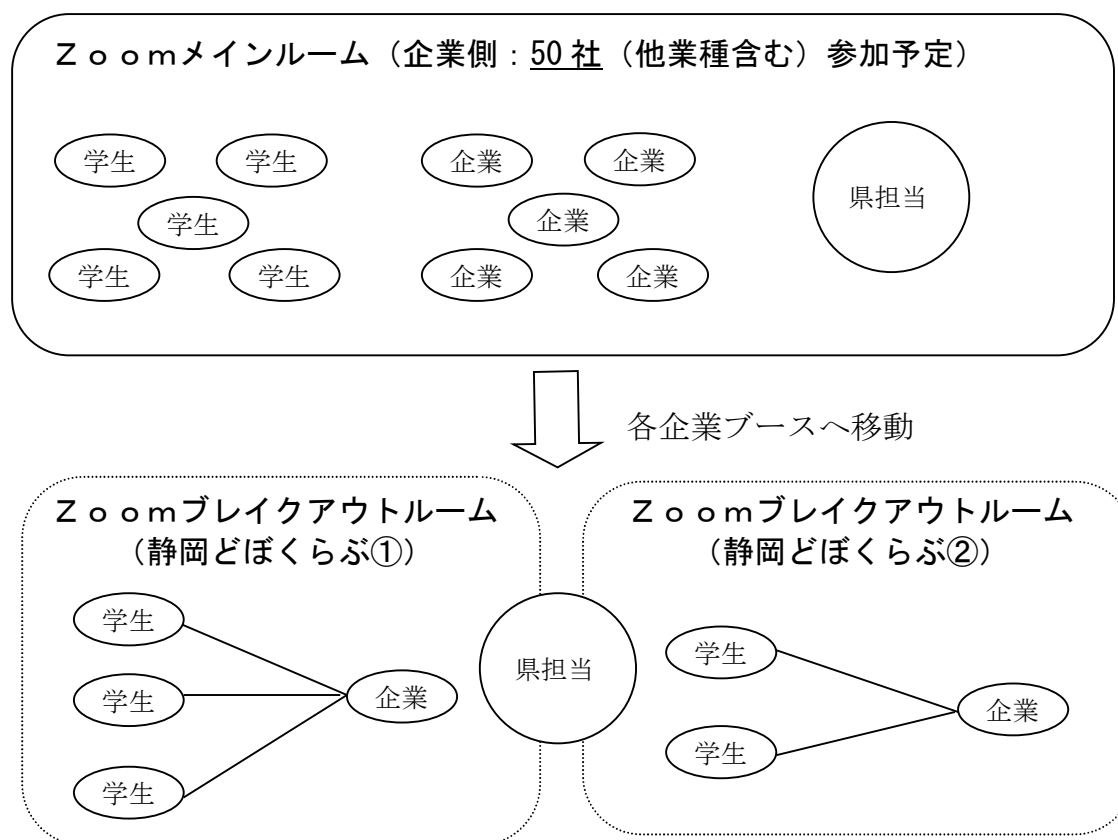 Ｚｏｏｍメインルーム（企業側：50社（他業種含む）参加予定）
学生 学生 企業 企業
県担当
学生 企業
学生 学生 企業 企業
各企業ブースへ移動
Ｚｏｏｍブレイクアウトルーム
（静岡どぼくらぶ①）
学生
学生 企業
学生
県担当
Ｚｏｏｍブレイクアウトルーム
（静岡どぼくらぶ②）
学生
企業
学生